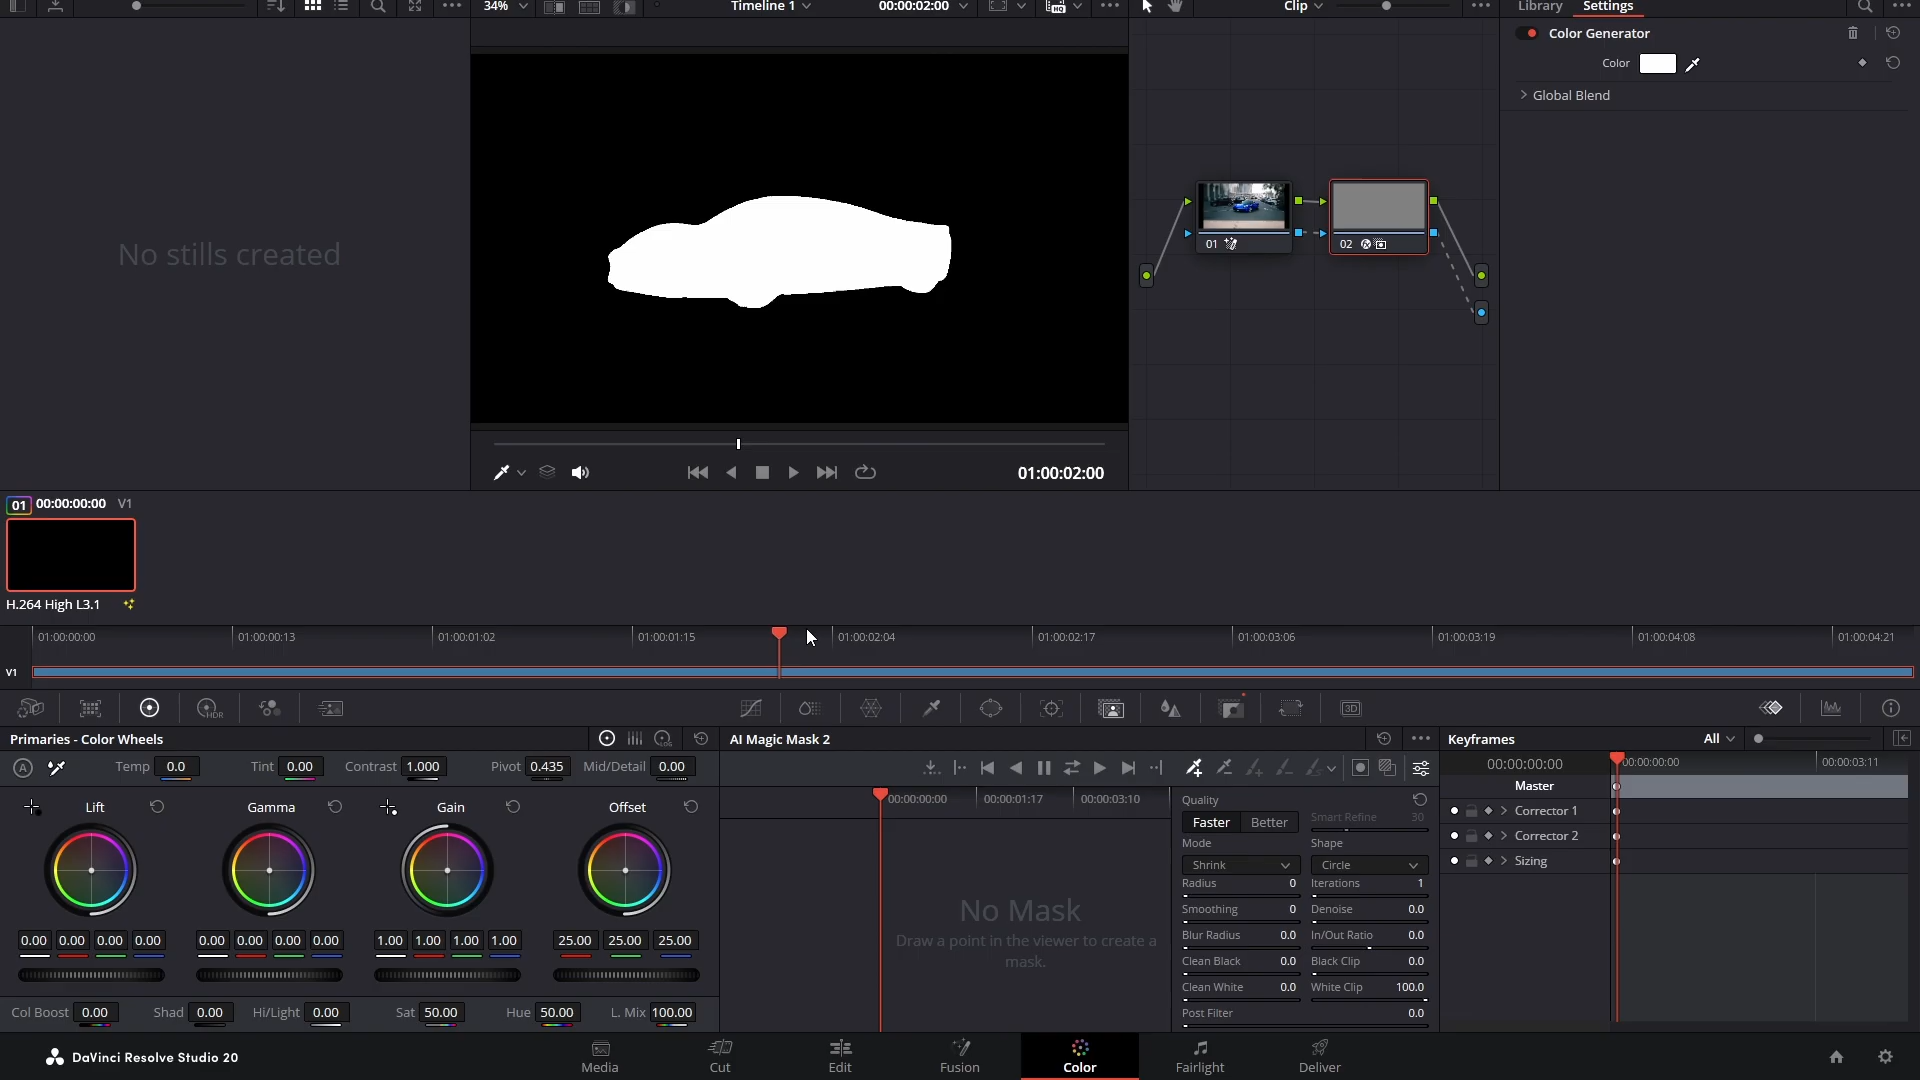 34%
Timeline 1
00:00:02:00
Clip
Library
Settings
Color Generator
Color
Global Blend
No stills created
01
02
01:00:02:00
01
00:00:00:00
V1
H.264 High L3.1
01:00:00:00
01:00:00:13
01:00:01:02
01:00:01:15
01:00:02:04
01:00:02:17
01:00:03:06
01:00:03:19
01:00:04:08
01:00:04:21
V1
HDR
3D
Primaries - Color Wheels
LOG
A
Temp 0.0
Tint 0.00
Contrast 1.000
Pivot 0.435
Mid/Detail 0.00
Lift
Gamma
Gain
Offset
0.00 0.00 0.00 0.00
0.00 0.00 0.00 0.00
1.00 1.00 1.00 1.00
25.00 25.00 25.00
Col Boost 0.00
Shad 0.00
Hi/Light 0.00
Sat 50.00
Hue 50.00
L. Mix 100.00
AI Magic Mask 2
00:00:00:00
00:00:01:17
00:00:03:10
No Mask
Draw a point in the viewer to create a
mask.
Quality
Faster
Better
Smart Refine 30
Mode
Shape
Shrink
Circle
Radius 0
Iterations 1
Smoothing 0
Denoise 0.0
Blur Radius 0.0
In/Out Ratio 0.0
Clean Black 0.0
Black Clip 0.0
Clean White 0.0
White Clip 100.0
Post Filter 0.0
Keyframes
All
00:00:00:00
00:00:00:00
00:00:03:11
Master
Corrector 1
Corrector 2
Sizing
DaVinci Resolve Studio 20
Media
Cut
Edit
Fusion
Color
Fairlight
Deliver